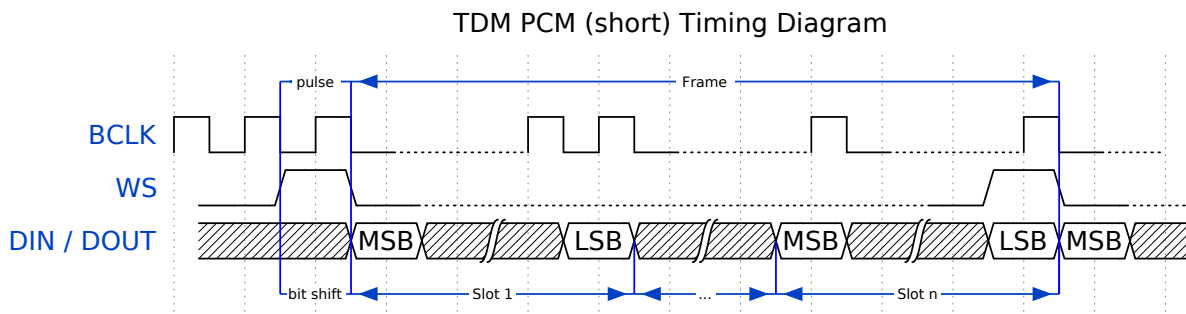 TDM PCM (short) Timing Diagram
pulse Frame
BCLK
WS
DIN / DOUT MSB LSB MSB LSB MSB
bit shift Slot 1 ... Slot n